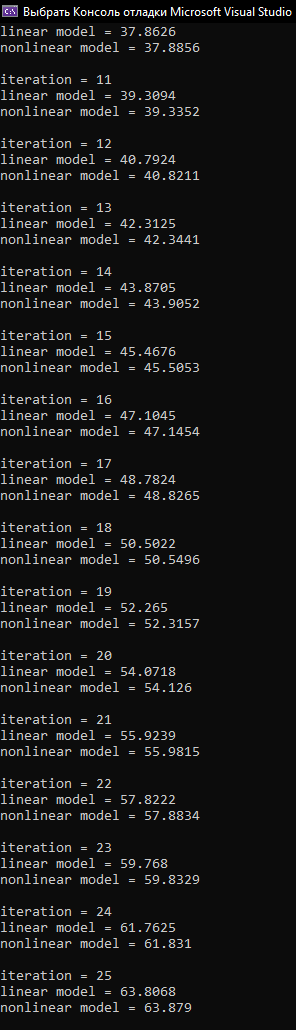 Выбрать Консоль отладки Microsoft Visual Studio
linear model = 37.8626
nonlinear model = 37.8856
iteration = 11
linear model = 39.3094
nonlinear model = 39.3352
iteration = 12
linear model = 40.7924
nonlinear model = 40.8211
iteration = 13
linear model = 42.3125
nonlinear model = 42.3441
iteration = 14
linear model = 43.8705
nonlinear model = 43.9052
iteration = 15
linear model = 45.4676
nonlinear model = 45.5053
iteration = 16
linear model = 47.1045
nonlinear model = 47.1454
iteration = 17
linear model = 48.7824
nonlinear model = 48.8265
iteration = 18
linear model = 50.5022
nonlinear model = 50.5496
iteration = 19
linear model = 52.265
nonlinear model = 52.3157
iteration = 20
linear model = 54.0718
nonlinear model = 54.126
iteration = 21
linear model = 55.9239
nonlinear model = 55.9815
iteration = 22
linear model = 57.8222
nonlinear model = 57.8834
iteration = 23
linear model = 59.768
nonlinear model = 59.8329
iteration = 24
linear model = 61.7625
nonlinear model = 61.831
iteration = 25
linear model = 63.8068
nonlinear model = 63.879